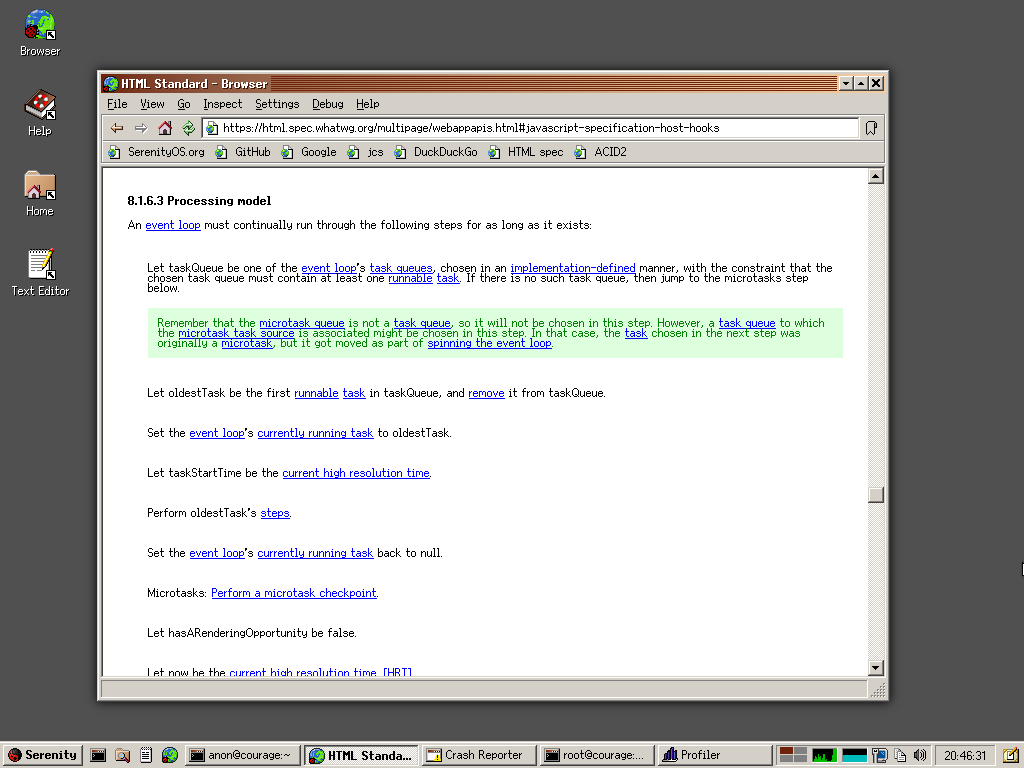 Browser
Help
Home
Text Editor
HTML Standard - Browser
File View Go Inspect Settings Debug Help
https://html.spec.whatwg.org/multipage/webappapis.html#javascript-specification-host-hooks
SerenityOS.org GitHub Google jcs DuckDuckGo HTML spec ACID2
8.1.6.3 Processing model
An event loop must continually run through the following steps for as long as it exists:
Let taskQueue be one of the event loop's task queues, chosen in an implementation-defined manner, with the constraint that the
chosen task queue must contain at least one runnable task. If there is no such task queue, then jump to the microtasks step
below.
Remember that the microtask queue is not a task queue, so it will not be chosen in this step. However, a task queue to which
the microtask task source is associated might be chosen in this step. In that case, the task chosen in the next step was
originally a microtask, but it got moved as part of spinning the event loop.
Let oldestTask be the first runnable task in taskQueue, and remove it from taskQueue.
Set the event loop's currently running task to oldestTask.
Let taskStartTime be the current high resolution time.
Perform oldestTask's steps.
Set the event loop's currently running task back to null.
Microtasks: Perform a microtask checkpoint.
Let hasARenderingOpportunity be false.
Let now be the current high resolution time. [HRT]
Serenity anon@courage:~ HTML Standa... Crash Reporter root@courage:... Profiler 20:46:31